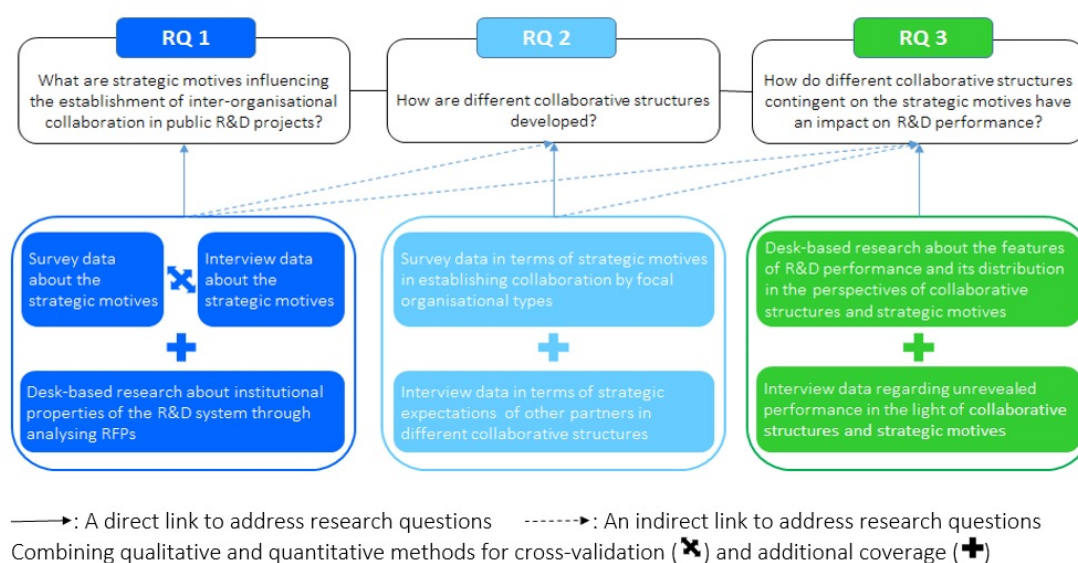 RQ 1
What are strategic motives influencing
the establishment of inter-organisational
collaboration in public R&D projects?
RQ 2
How are different collaborative structures
developed?
RQ 3
How do different collaborative structures
contingent on the strategic motives have
an impact on R&D performance?
Survey data
about the
strategic motives
Interview data
about the
strategic motives
Desk-based research about institutional
properties of the R&D system through
analysing RFPs
Survey data in terms of strategic motives
in establishing collaboration by focal
organisational types
Interview data in terms of strategic
expectations of other partners in
different collaborative structures
Desk-based research about the features
of R&D performance and its distribution
in the perspectives of collaborative
structures and strategic motives
Interview data regarding unrevealed
performance in the light of collaborative
structures and strategic motives
: A direct link to address research questions
: An indirect link to address research questions
Combining qualitative and quantitative methods for cross-validation ( ) and additional coverage ( )